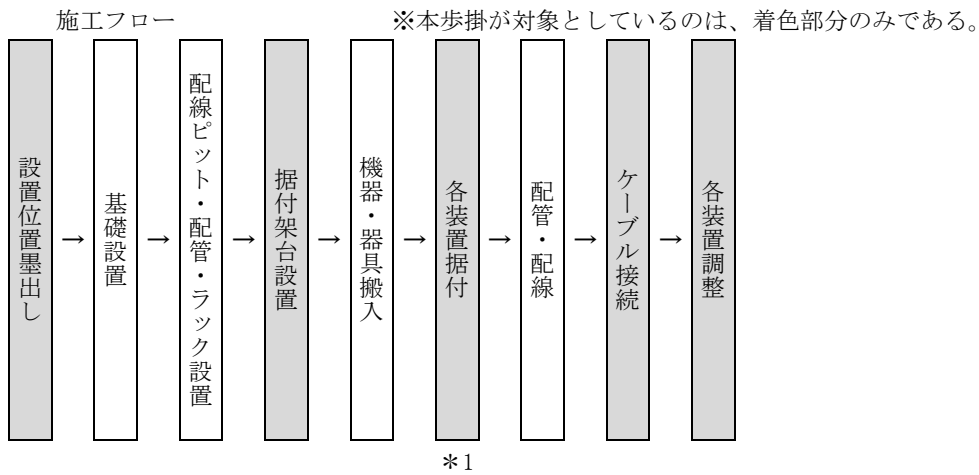 施工フロー
※本歩掛が対象としているのは、着色部分のみである。
設置位置墨出し
→
基礎設置
→
配線ピット・配管・ラック設置
→
据付架台設置
→
機器・器具搬入
→
各装置据付
→
配管・配線
→
ケーブル接続
→
各装置調整
＊1